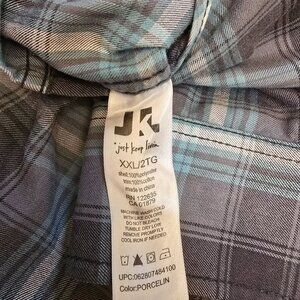 JK
"just keep livin
XXL/2TG
shell:100%polyester
trim:100%cotton
made in china
RN 122635
CA 01879
MACHINE WASH COLD
WITH LIKE COLORS
DO NOT BLEACH
TUMBLE DRY LOW
REMOVE PROMPTLY
COOL IRON IF NEEDED
UPC:062807484100
Color:PORCELIN